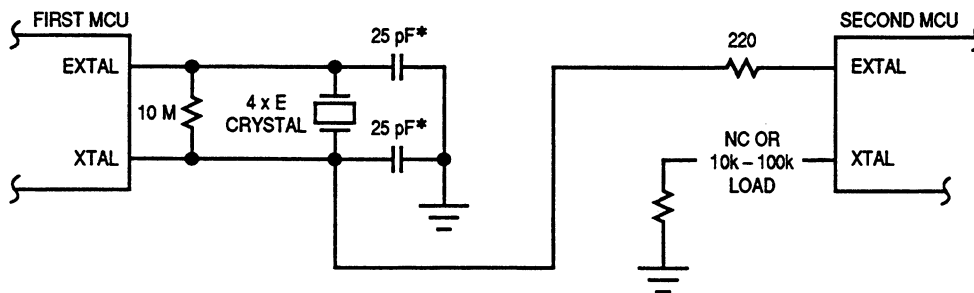 FIRST MCU
EXTAL
10 M
XTAL
4 x E
CRYSTAL
25 pF*
25 pF*
220
SECOND MCU
EXTAL
NC OR
10k – 100k
LOAD
XTAL